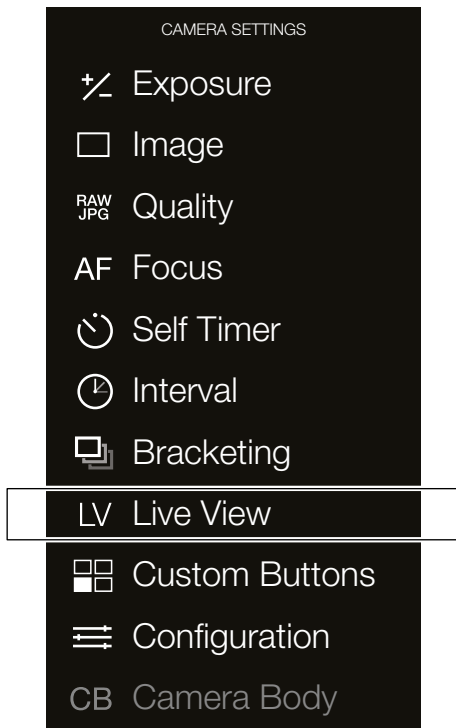 CAMERA SETTINGS
+/- Exposure
Image
RAW JPG Quality
AF Focus
Self Timer
Interval
Bracketing
LV Live View
Custom Buttons
Configuration
CB Camera Body